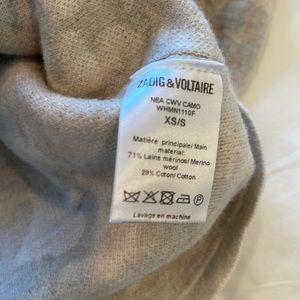 ZADIG & VOLTAIRE
NEA CWV CAMO
WHMN1110F
XS/S
Matière principale/ Main
material:
71% Laine mérinos/ Merino
wool
29% Coton/ Cotton
Lavage en machine